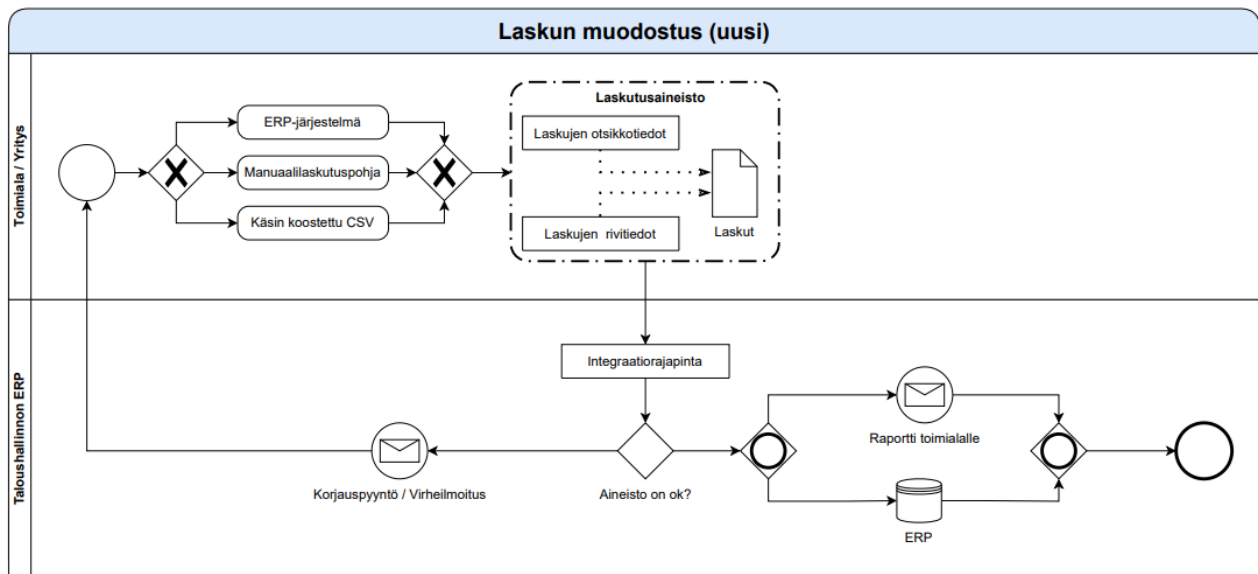 Laskun muodostus (uusi)
Toimiala / Yritys
ERP-järjestelmä
Manuaalilaskutuspohja
Käsin koostettu CSV
Laskutusaineisto
Laskujen otsikkotiedot
Laskujen rivitiedot
Laskut
Taloushallinnon ERP
Integraatiorajapinta
Aineisto on ok?
Korjauspyyntö / Virheilmoitus
Raportti toimialalle
ERP